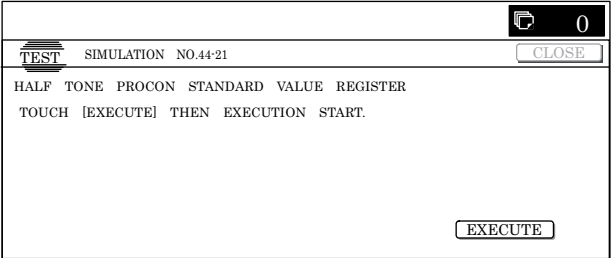 0
TEST SIMULATION NO.44-21 CLOSE
HALF TONE PROCON STANDARD VALUE REGISTER
TOUCH [EXECUTE] THEN EXECUTION START.
EXECUTE